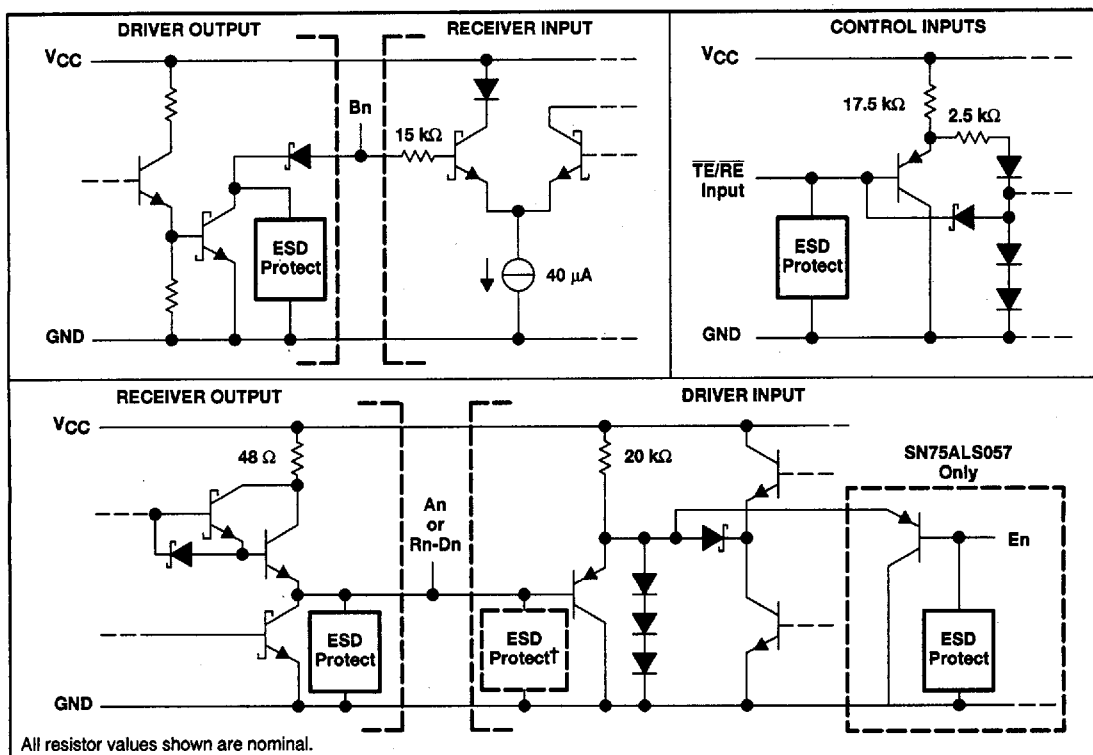 DRIVER OUTPUT
RECEIVER INPUT
VCC
Bn
15 kΩ
ESD
Protect
40 μA
GND
CONTROL INPUTS
VCC
17.5 kΩ
2.5 kΩ
TE/RE
Input
ESD
Protect
GND
RECEIVER OUTPUT
DRIVER INPUT
VCC
48 Ω
20 kΩ
SN75ALS057
Only
An
or
Rn-Dn
En
ESD
Protect
ESD
Protect†
ESD
Protect
GND
All resistor values shown are nominal.